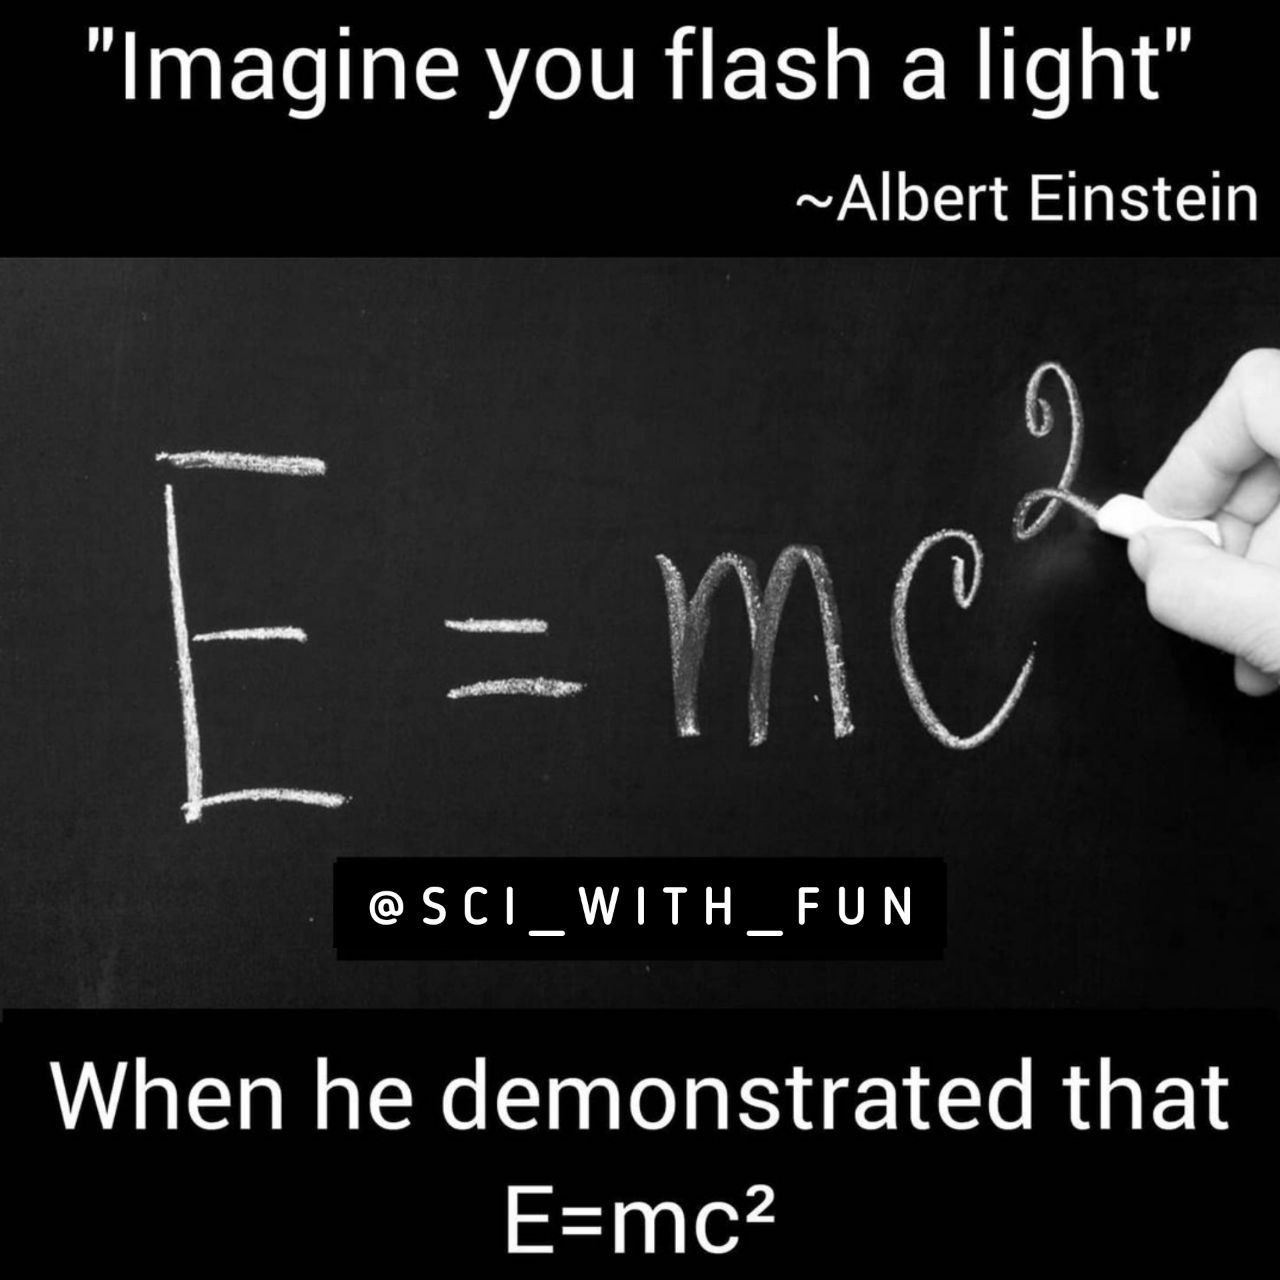 "Imagine you flash a light"
~Albert Einstein
E = mc²
@SCI_WITH_FUN
When he demonstrated that
E=mc²